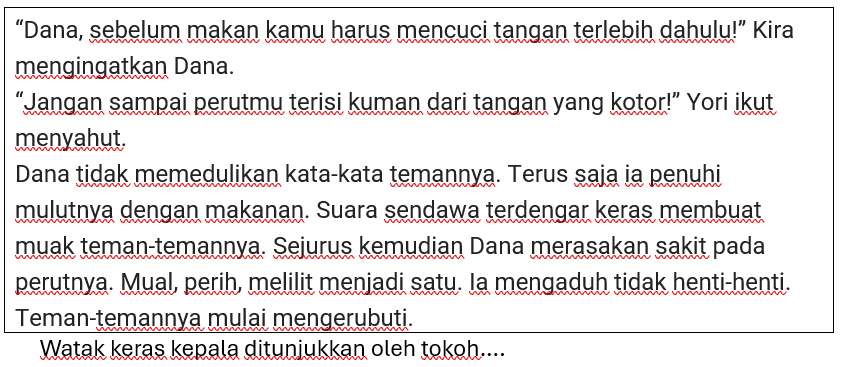 “Dana, sebelum makan kamu harus mencuci tangan terlebih dahulu!” Kira
mengingatkan Dana.
“Jangan sampai perutmu terisi kuman dari tangan yang kotor!” Yori ikut
menyahut.
Dana tidak memedulikan kata-kata temannya. Terus saja ia penuhi
mulutnya dengan makanan. Suara sendawa terdengar keras membuat
muak teman-temannya. Sejurus kemudian Dana merasakan sakit pada
perutnya. Mual, perih, melilit menjadi satu. Ia mengaduh tidak henti-henti.
Teman-temannya mulai mengerubuti.
Watak keras kepala ditunjukkan oleh tokoh....